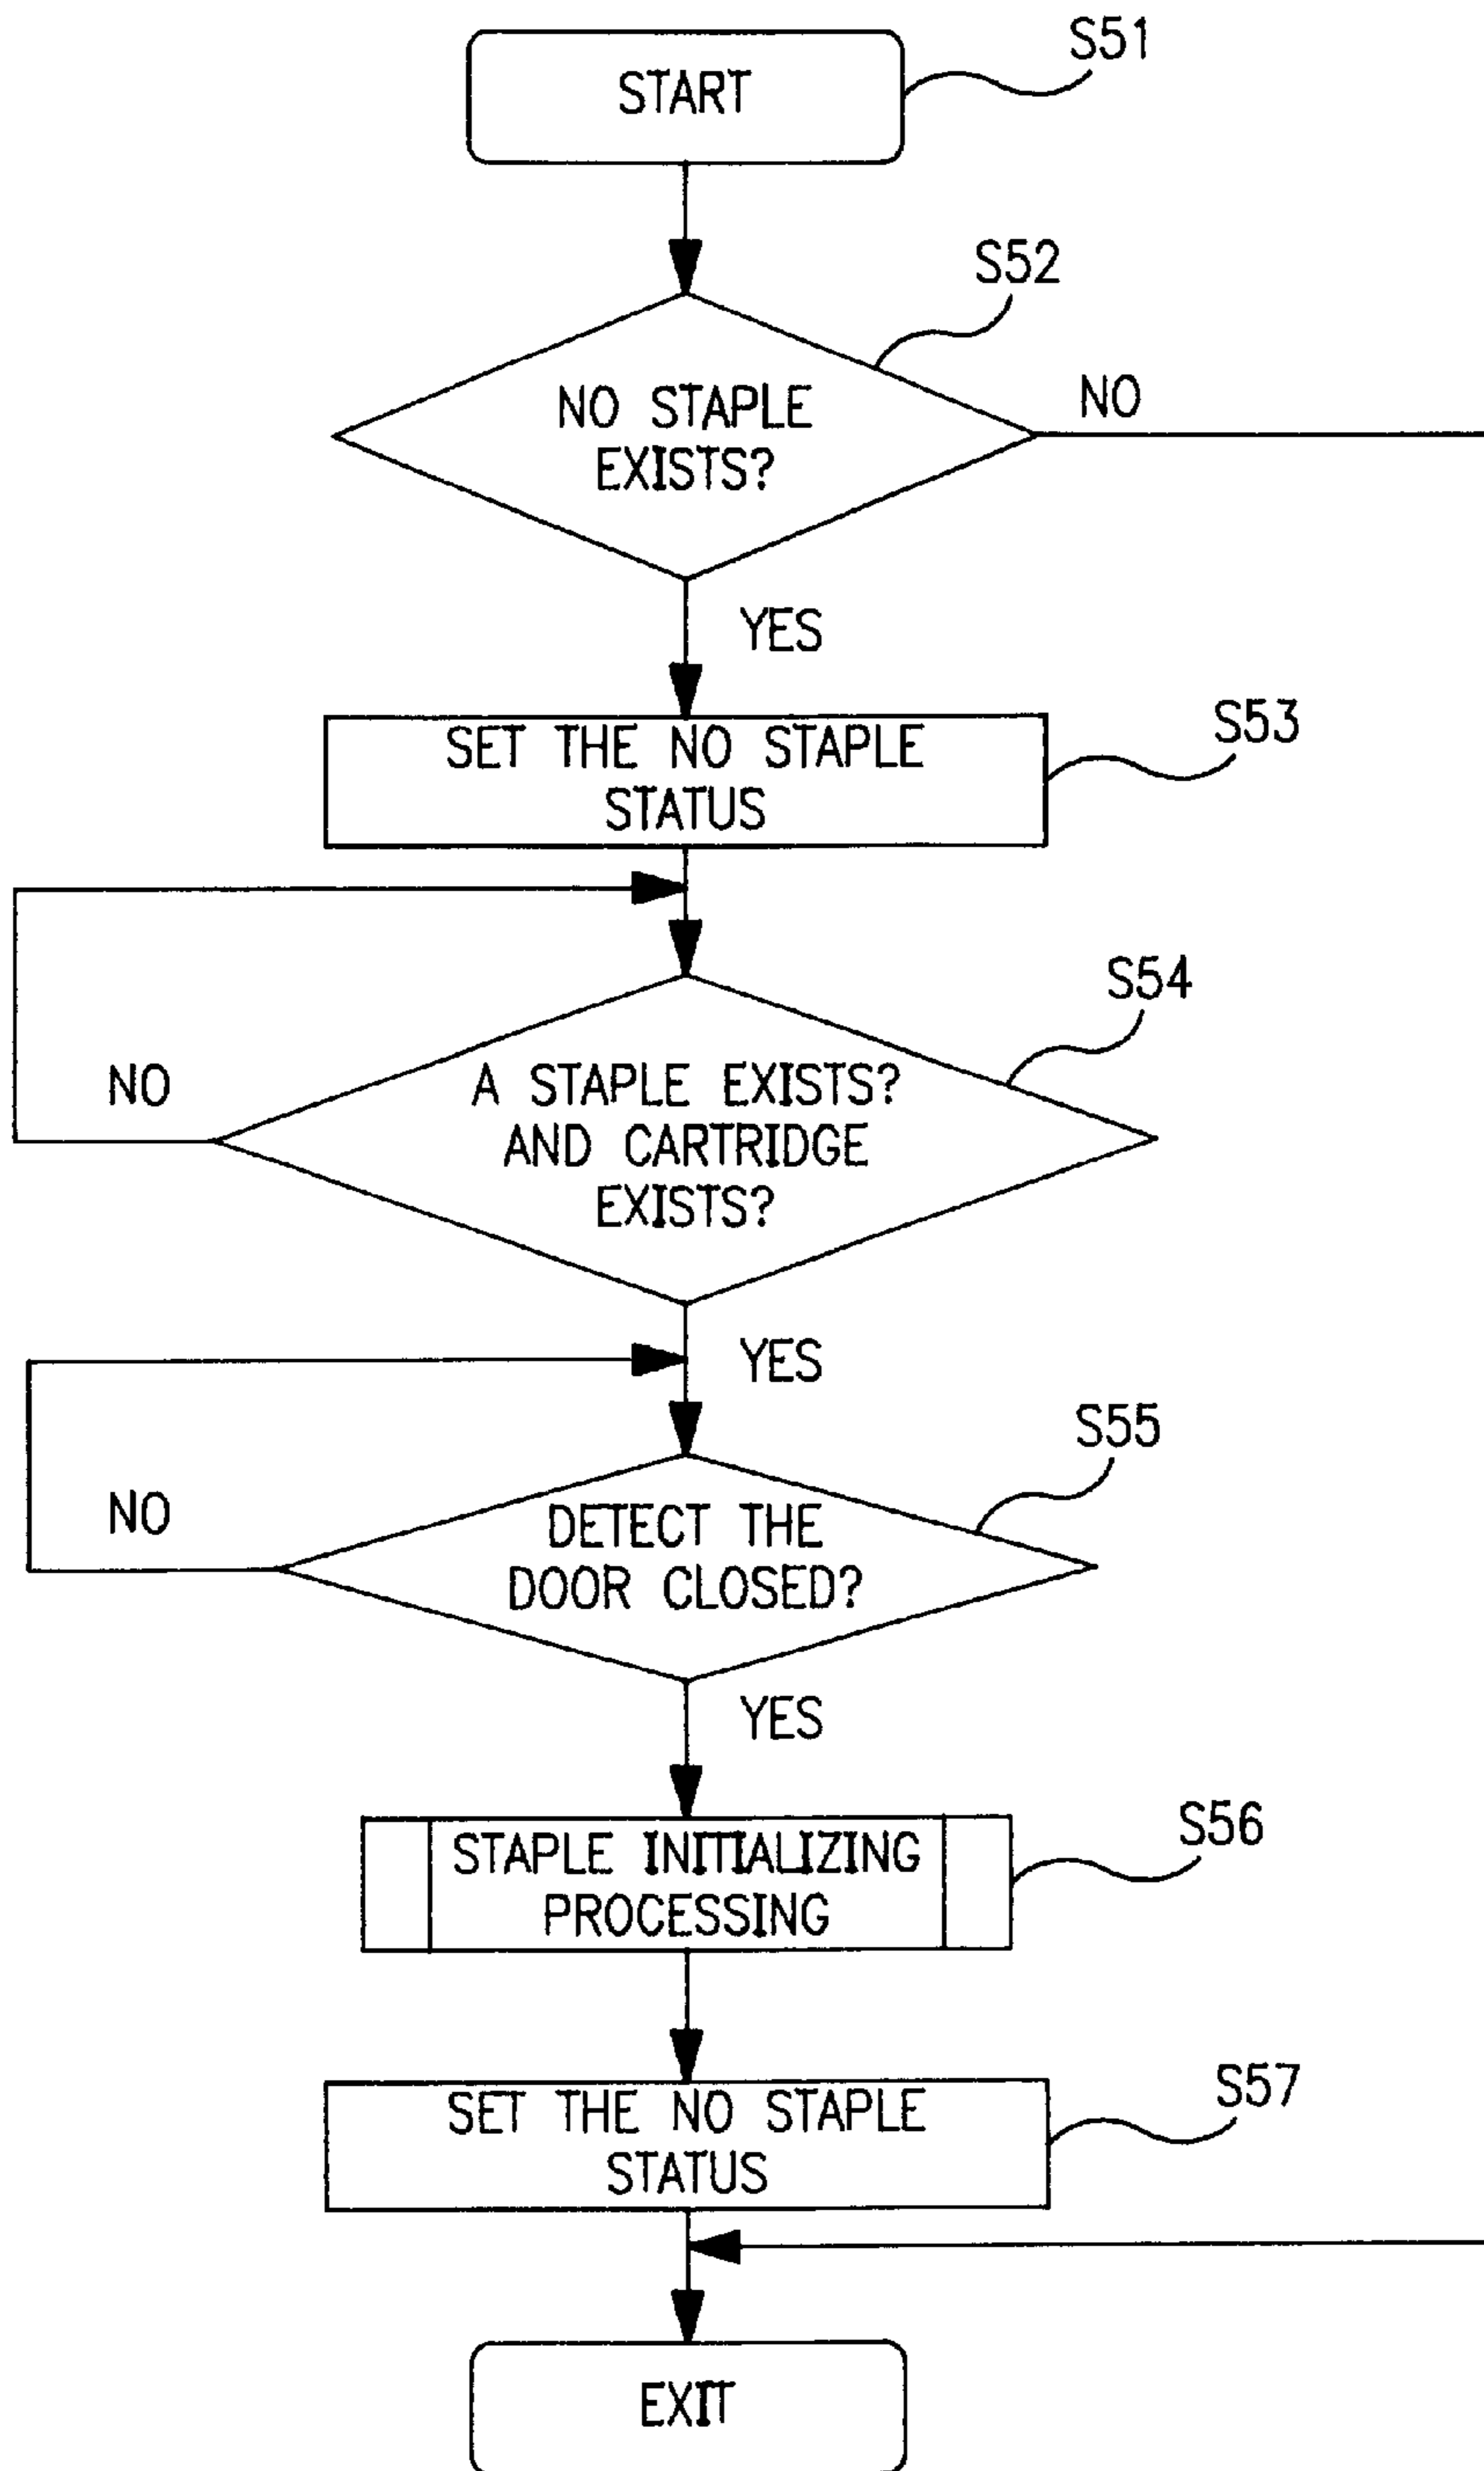 S51
START
S52
NO STAPLE
EXISTS?
NO
YES
SET THE NO STAPLE
STATUS
S53
S54
A STAPLE EXISTS?
AND CARTRIDGE
EXISTS?
NO
YES
S55
DETECT THE
DOOR CLOSED?
NO
YES
STAPLE INITIALIZING
PROCESSING
S56
SET THE NO STAPLE
STATUS
S57
EXIT